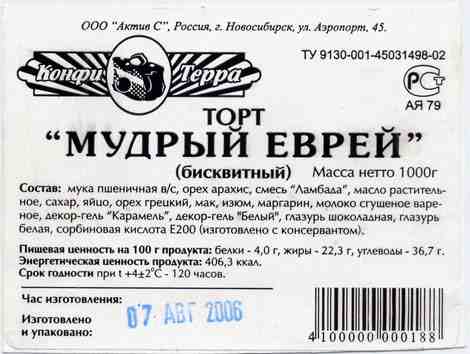 ООО "Актив С", Россия, г. Новосибирск, ул. Аэропорт, 45.
Конфи Терра
ТУ 9130-001-45031498-02
РСТ
АЯ 79
ТОРТ
“МУДРЫЙ ЕВРЕЙ”
(бисквитный) Масса нетто 1000г
Состав: мука пшеничная в/с, орех арахис, смесь "Ламбада", масло раститель-
ное, сахар, яйцо, орех грецкий, мак, изюм, маргарин, молоко сгущеное варе-
ное, декор-гель "Карамель", декор-гель "Белый", глазурь шоколадная, глазурь
белая, сорбиновая кислота Е200 (изготовлено с консервантом).
Пищевая ценность на 100 г продукта: белки - 4,0 г, жиры - 22,3 г, углеводы - 36,7 г.
Энергетическая ценность продукта: 406,3 ккал.
Срок годности при t +4±2°С - 120 часов.
Час изготовления:
Изготовлено
и упаковано:
07 АВГ 2006
4100000000188